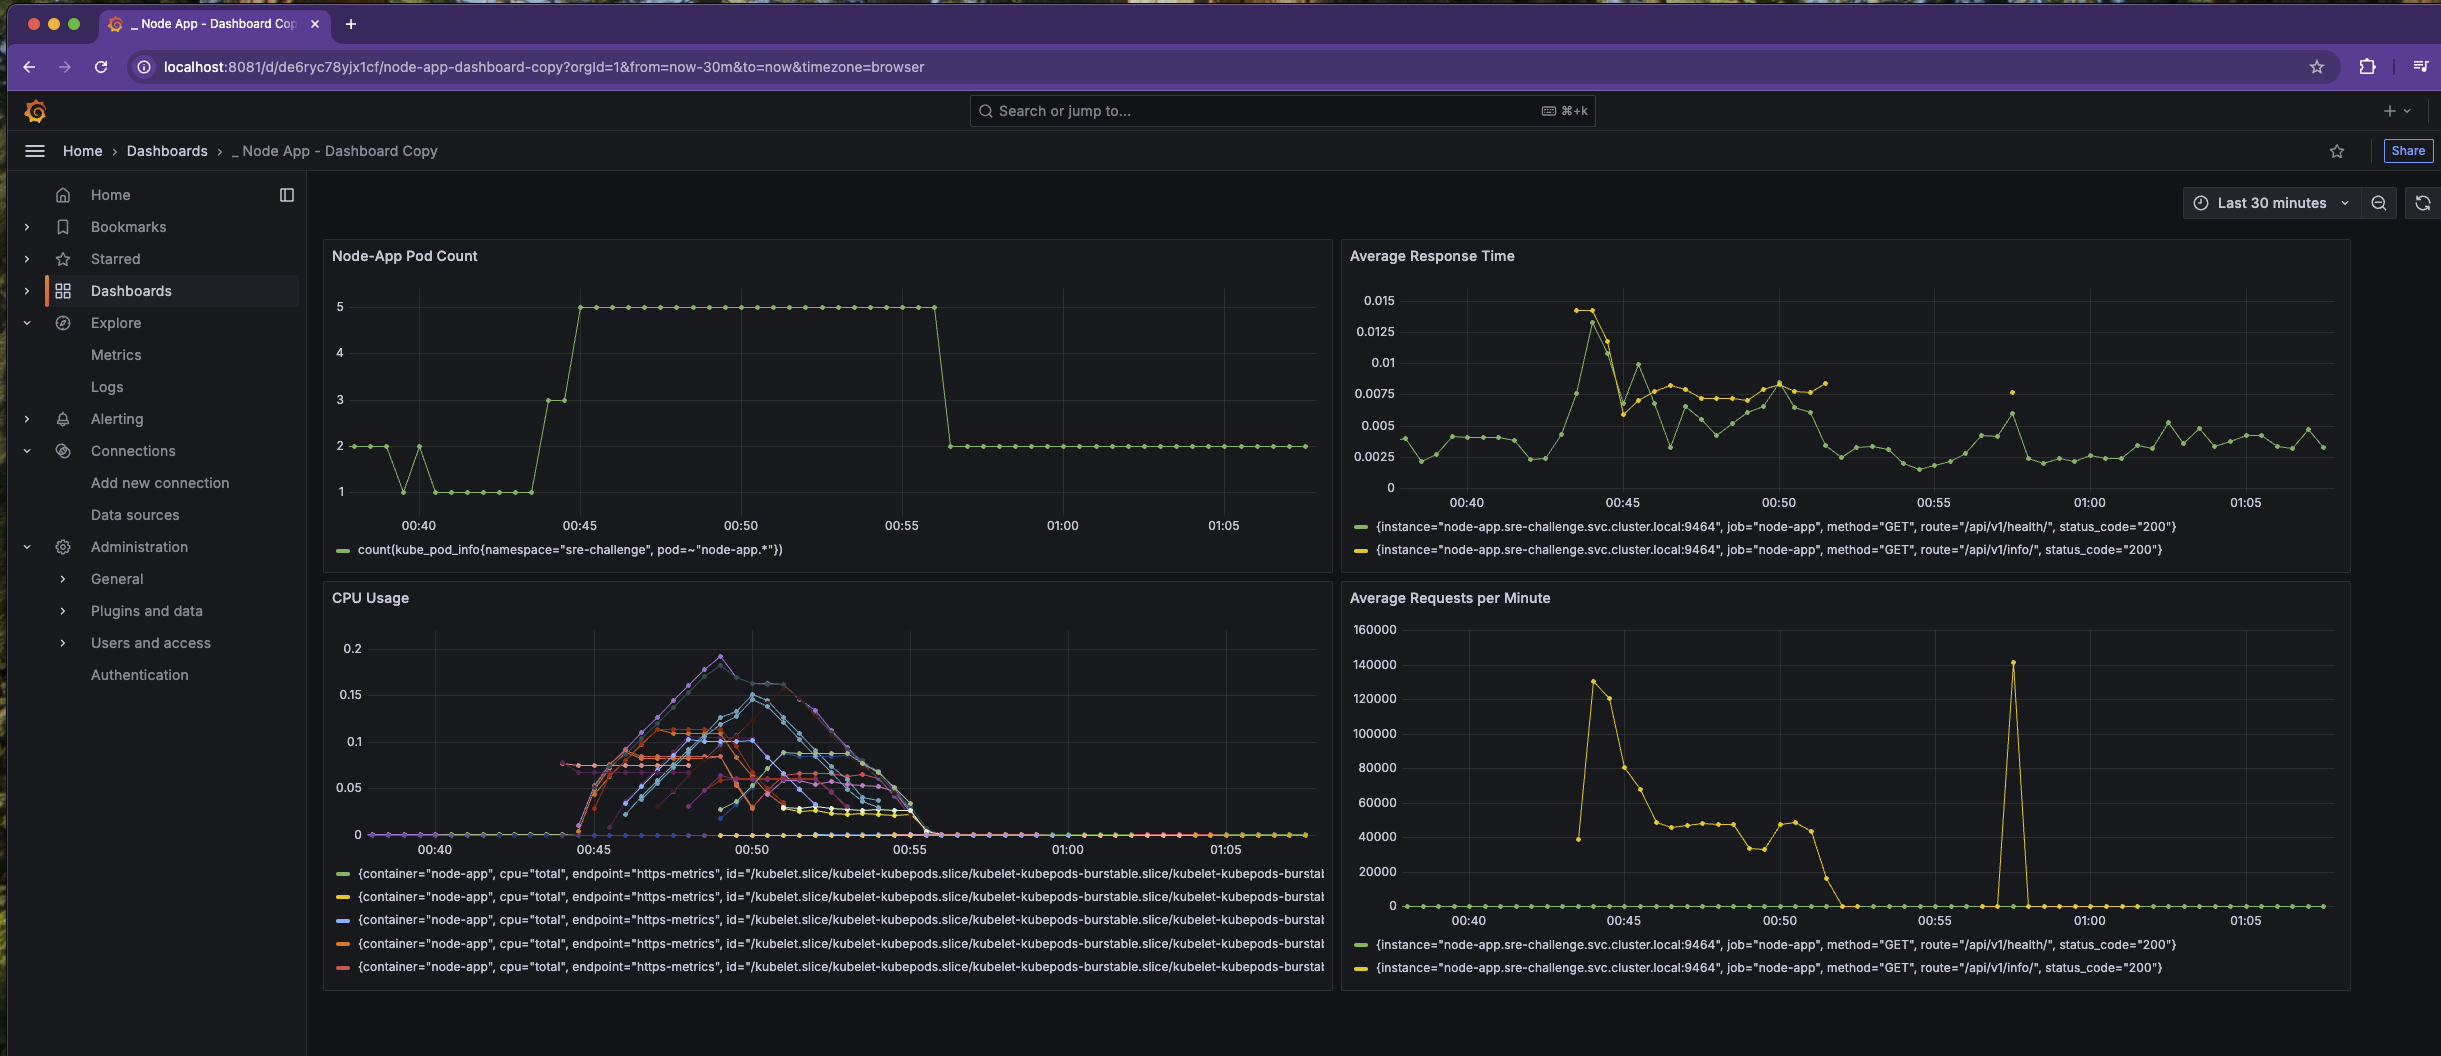 _ Node App - Dashboard Cop
localhost:8081/d/de6ryc78yjx1cf/node-app-dashboard-copy?orgId=1&from=now-30m&to=now&timezone=browser
Search or jump to...
⌘+k
Home › Dashboards › _ Node App - Dashboard Copy
Share
Home
Bookmarks
Starred
Dashboards
Explore
Metrics
Logs
Alerting
Connections
Add new connection
Data sources
Administration
General
Plugins and data
Users and access
Authentication
Last 30 minutes
Node-App Pod Count
5
4
3
2
1
00:40 00:45 00:50 00:55 01:00 01:05
count(kube_pod_info{namespace="sre-challenge", pod=~"node-app.*"})
Average Response Time
0.015
0.0125
0.01
0.0075
0.005
0.0025
0
00:40 00:45 00:50 00:55 01:00 01:05
{instance="node-app.sre-challenge.svc.cluster.local:9464", job="node-app", method="GET", route="/api/v1/health/", status_code="200"}
{instance="node-app.sre-challenge.svc.cluster.local:9464", job="node-app", method="GET", route="/api/v1/info/", status_code="200"}
CPU Usage
0.2
0.15
0.1
0.05
0
00:40 00:45 00:50 00:55 01:00 01:05
{container="node-app", cpu="total", endpoint="https-metrics", id="/kubelet.slice/kubelet-kubepods.slice/kubelet-kubepods-burstable.slice/kubelet-kubepods-burstab
{container="node-app", cpu="total", endpoint="https-metrics", id="/kubelet.slice/kubelet-kubepods.slice/kubelet-kubepods-burstable.slice/kubelet-kubepods-burstab
{container="node-app", cpu="total", endpoint="https-metrics", id="/kubelet.slice/kubelet-kubepods.slice/kubelet-kubepods-burstable.slice/kubelet-kubepods-burstab
{container="node-app", cpu="total", endpoint="https-metrics", id="/kubelet.slice/kubelet-kubepods.slice/kubelet-kubepods-burstable.slice/kubelet-kubepods-burstab
{container="node-app", cpu="total", endpoint="https-metrics", id="/kubelet.slice/kubelet-kubepods.slice/kubelet-kubepods-burstable.slice/kubelet-kubepods-burstab
Average Requests per Minute
160000
140000
120000
100000
80000
60000
40000
20000
0
00:40 00:45 00:50 00:55 01:00 01:05
{instance="node-app.sre-challenge.svc.cluster.local:9464", job="node-app", method="GET", route="/api/v1/health/", status_code="200"}
{instance="node-app.sre-challenge.svc.cluster.local:9464", job="node-app", method="GET", route="/api/v1/info/", status_code="200"}